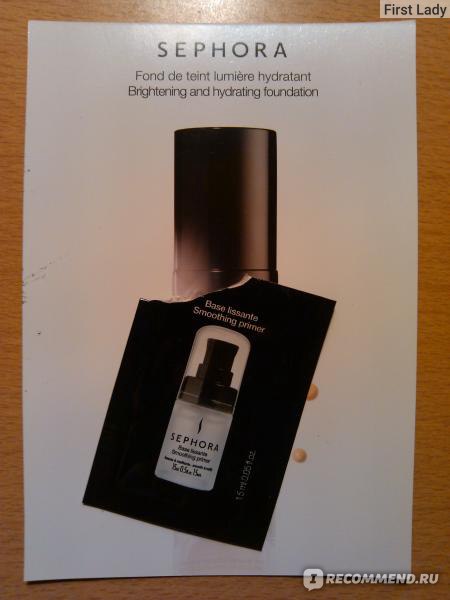 First Lady
SEPHORA
Fond de teint lumière hydratant
Brightening and hydrating foundation
Base lissante
Smoothing primer
SEPHORA
Base lissante
Smoothing primer
1.5 ml/0.05 fl.oz.
IRECOMMEND.RU